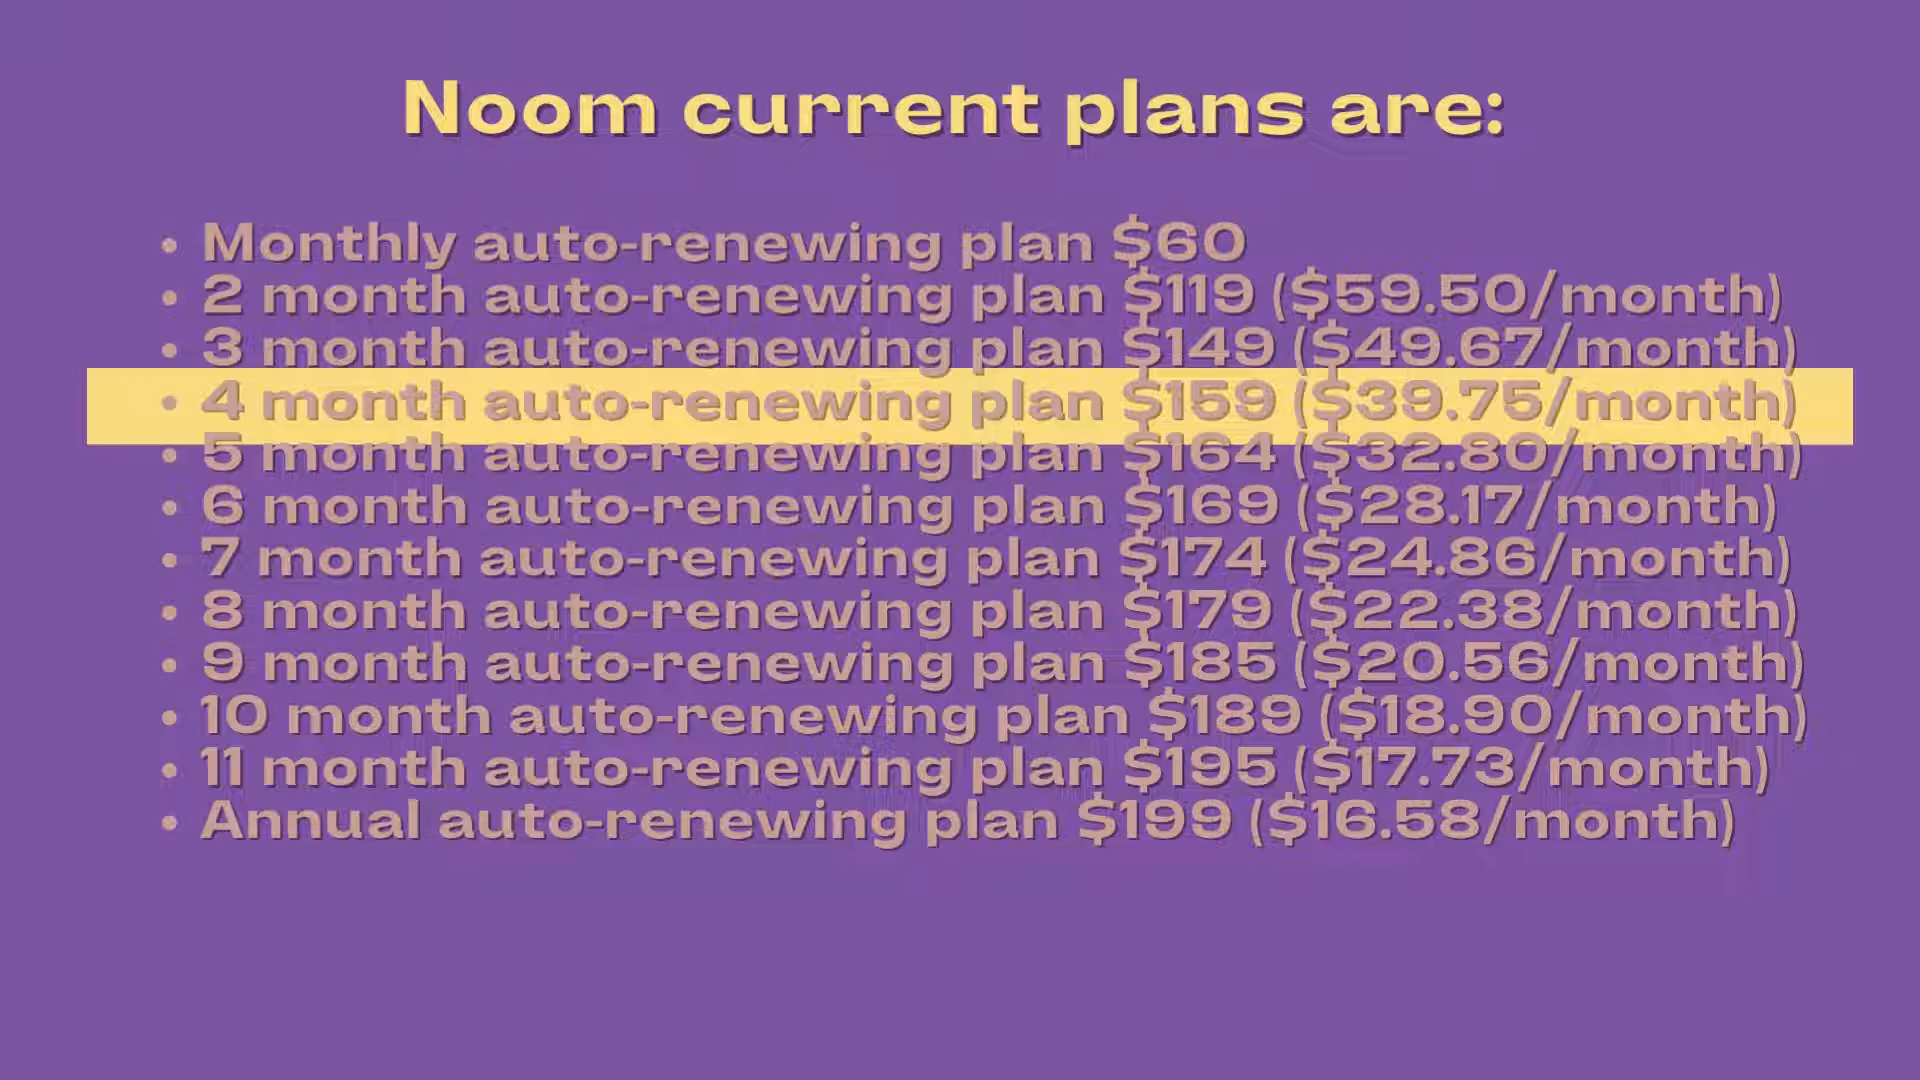 Noom current plans are:
• Monthly auto-renewing plan $60
• 2 month auto-renewing plan $119 ($59.50/month)
• 3 month auto-renewing plan $149 ($49.67/month)
• 4 month auto-renewing plan $159 ($39.75/month)
• 5 month auto-renewing plan $164 ($32.80/month)
• 6 month auto-renewing plan $169 ($28.17/month)
• 7 month auto-renewing plan $174 ($24.86/month)
• 8 month auto-renewing plan $179 ($22.38/month)
• 9 month auto-renewing plan $185 ($20.56/month)
• 10 month auto-renewing plan $189 ($18.90/month)
• 11 month auto-renewing plan $195 ($17.73/month)
• Annual auto-renewing plan $199 ($16.58/month)